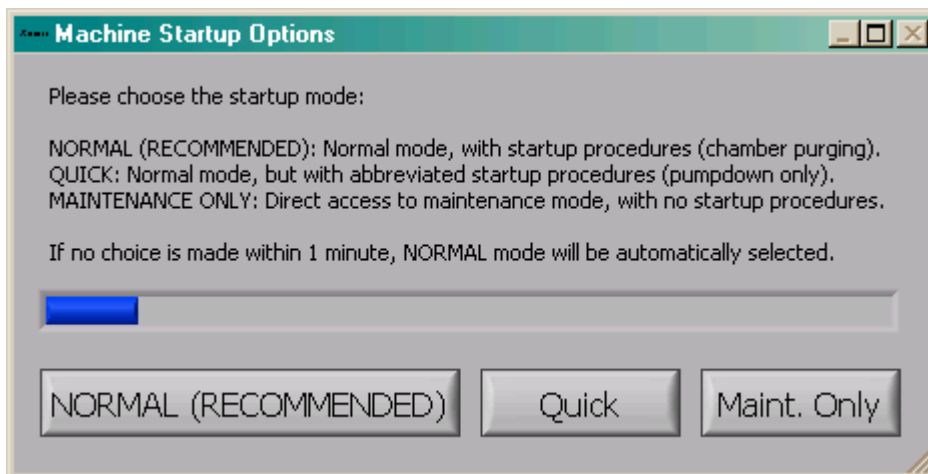 Machine Startup Options
Please choose the startup mode:
NORMAL (RECOMMENDED): Normal mode, with startup procedures (chamber purging).
QUICK: Normal mode, but with abbreviated startup procedures (pumpdown only).
MAINTENANCE ONLY: Direct access to maintenance mode, with no startup procedures.
If no choice is made within 1 minute, NORMAL mode will be automatically selected.
NORMAL (RECOMMENDED)
Quick
Maint. Only